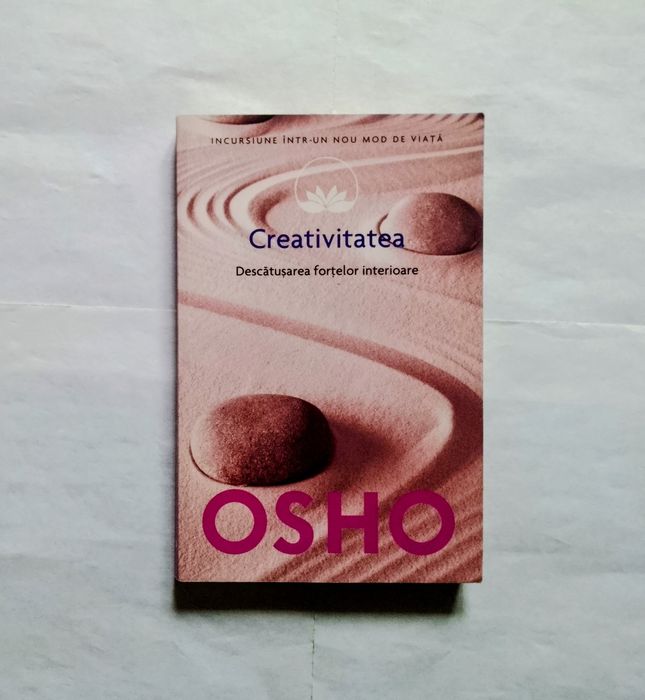 INCURSIUNE ÎNTR-UN NOU MOD DE VIAȚĂ
Creativitatea
Descătușarea forțelor interioare
OSHO